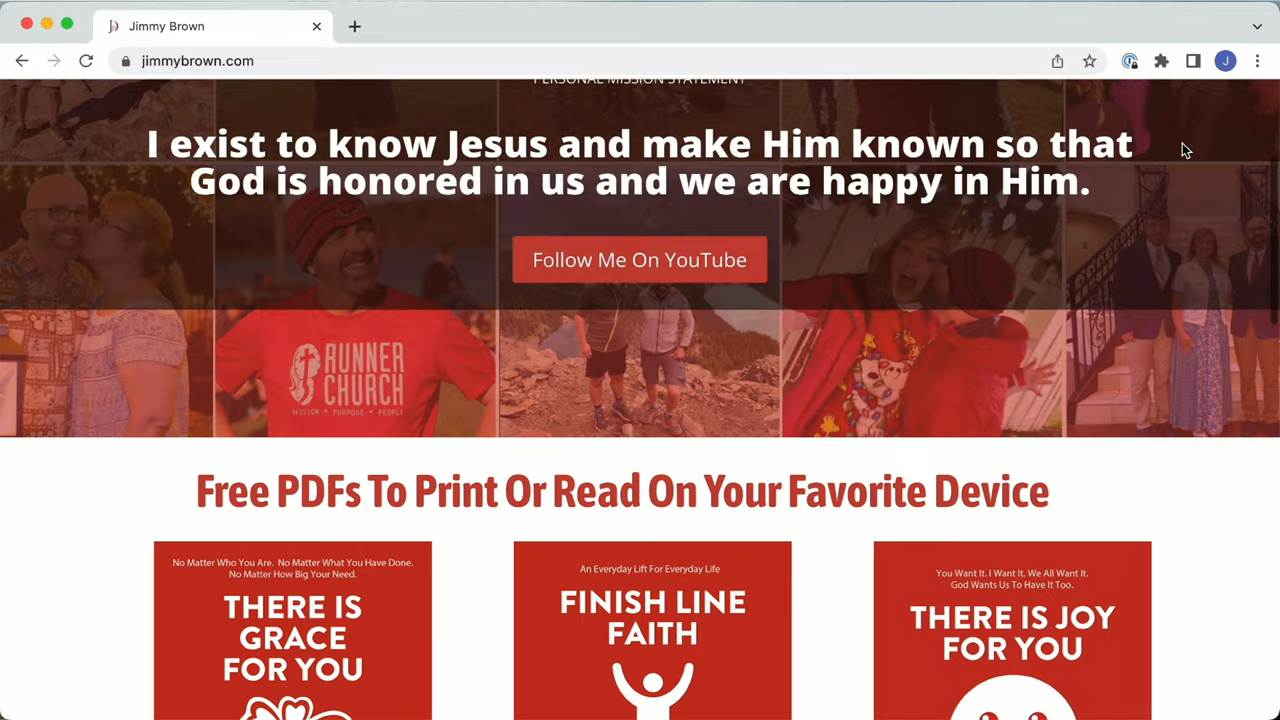 Jimmy Brown
jimmybrown.com
J
PERSONAL MISSION STATEMENT
I exist to know Jesus and make Him known so that
God is honored in us and we are happy in Him.
Follow Me On YouTube
RUNNER
CHURCH
MISSION * PURPOSE * PEOPLE
Free PDFs To Print Or Read On Your Favorite Device
No Matter Who You Are. No Matter What You Have Done.
No Matter How Big Your Need.
THERE IS
GRACE
FOR YOU
An Everyday Lift For Everyday Life
FINISH LINE
FAITH
You Want It. I Want It. We All Want It.
God Wants Us To Have It Too.
THERE IS JOY
FOR YOU